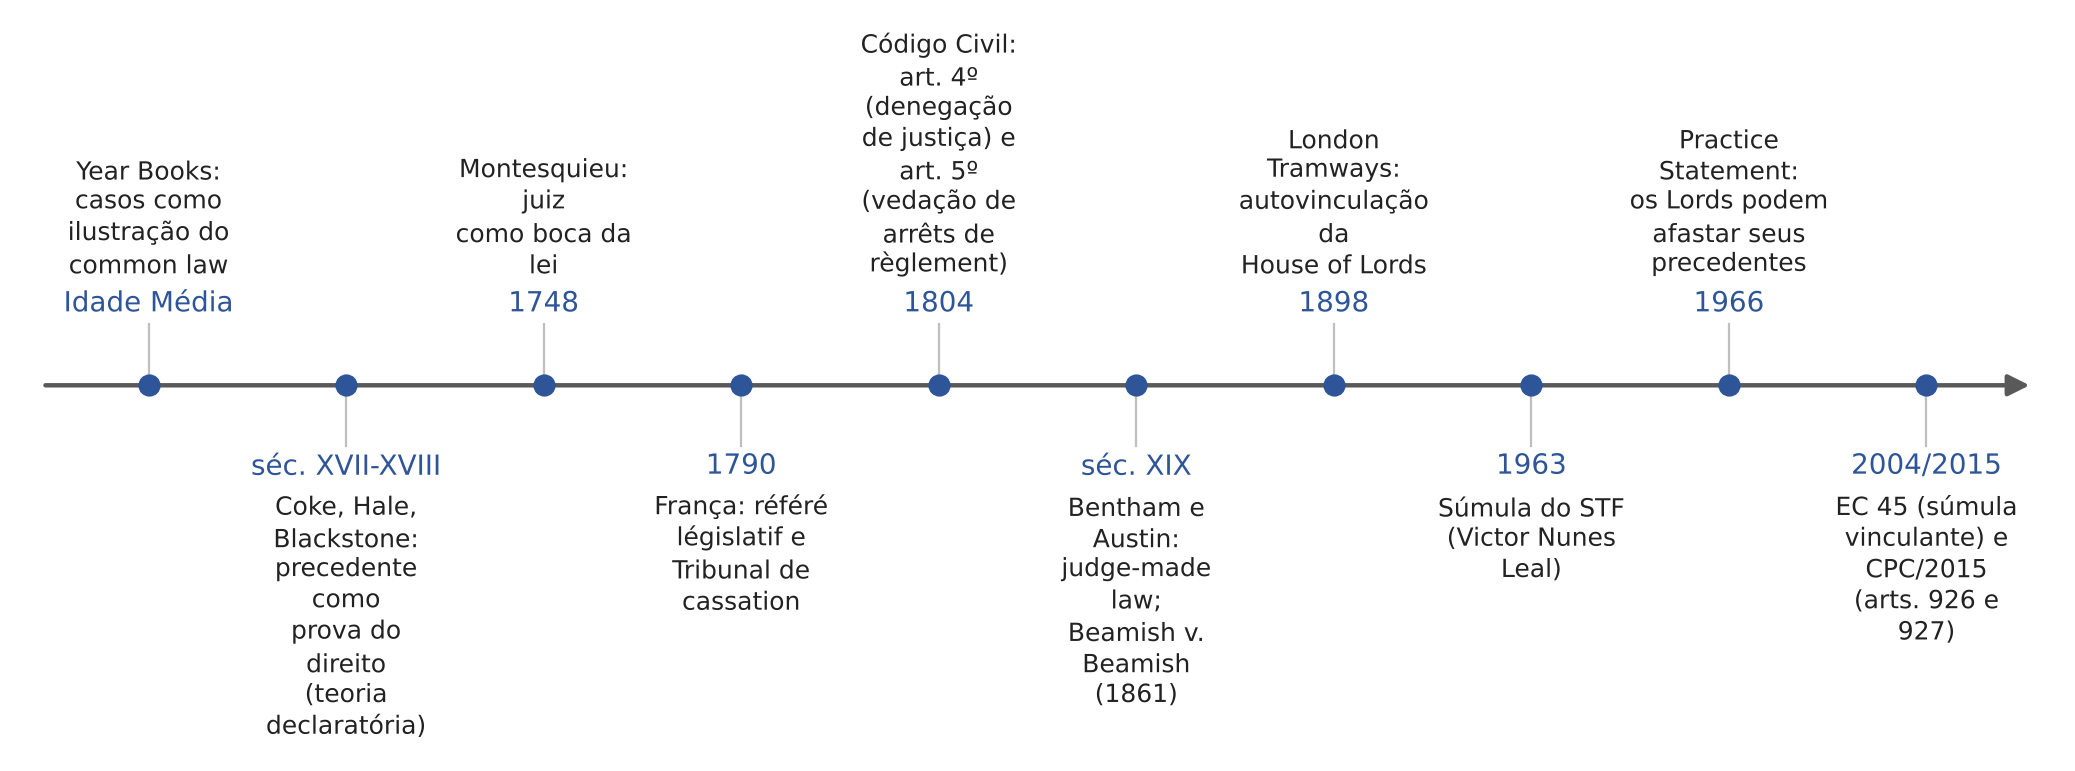 Year Books:
casos como
ilustração do
common law
Idade Média
séc. XVII-XVIII
Coke, Hale,
Blackstone:
precedente
como
prova do
direito
(teoria
declaratória)
Montesquieu:
juiz
como boca da
lei
1748
1790
França: référé
législatif e
Tribunal de
cassation
Código Civil:
art. 4º
(denegação
de justiça) e
art. 5º
(vedação de
arrêts de
règlement)
1804
séc. XIX
Bentham e
Austin:
judge-made
law;
Beamish v.
Beamish
(1861)
London
Tramways:
autovinculação
da
House of Lords
1898
1963
Súmula do STF
(Victor Nunes
Leal)
Practice
Statement:
os Lords podem
afastar seus
precedentes
1966
2004/2015
EC 45 (súmula
vinculante) e
CPC/2015
(arts. 926 e
927)